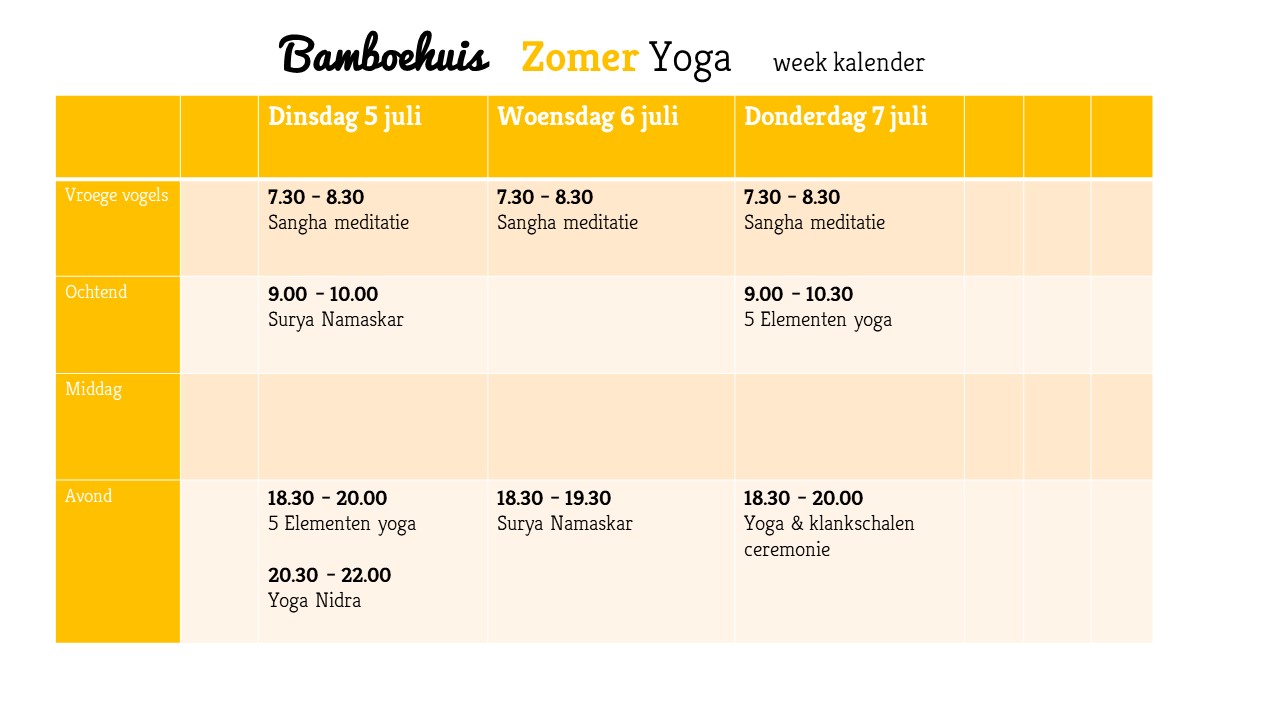 Bamboehuis Zomer Yoga week kalender
Dinsdag 5 juli Woensdag 6 juli Donderdag 7 juli
Vroege vogels 7.30 – 8.30 7.30 – 8.30 7.30 – 8.30
Sangha meditatie Sangha meditatie Sangha meditatie
Ochtend 9.00 – 10.00 9.00 – 10.30
Surya Namaskar 5 Elementen yoga
Middag
Avond 18.30 – 20.00 18.30 – 19.30 18.30 – 20.00
5 Elementen yoga Surya Namaskar Yoga & klankschalen
ceremonie
20.30 – 22.00
Yoga Nidra